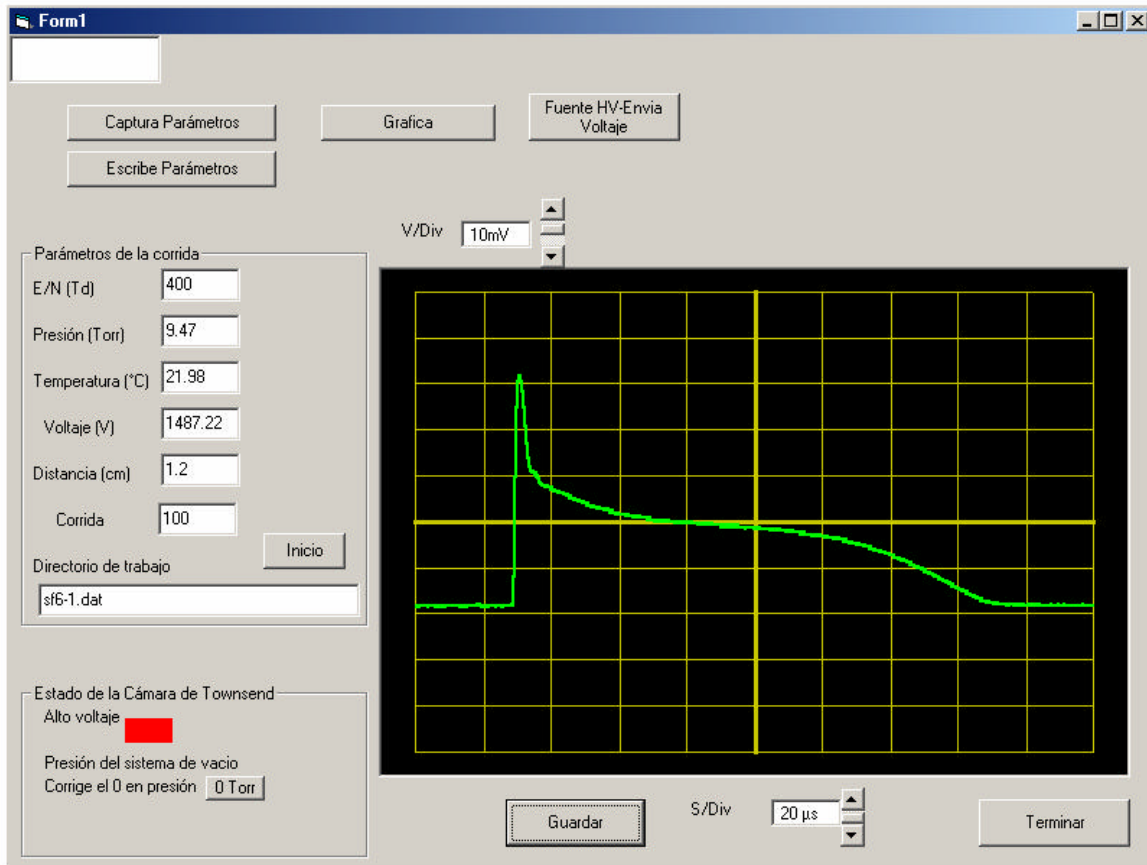 Form1
Captura Parámetros
Grafica
Fuente HV-Envia
Voltaje
Escribe Parámetros
V/Div
10mV
Parámetros de la corrida
E/N (Td)
400
Presión (Torr)
9.47
Temperatura (°C)
21.98
Voltaje (V)
1487.22
Distancia (cm)
1.2
Corrida
100
Inicio
Directorio de trabajo
sf6-1.dat
Estado de la Cámara de Townsend
Alto voltaje
Presión del sistema de vacio
Corrige el 0 en presión
0 Torr
Guardar
S/Div
20 µs
Terminar